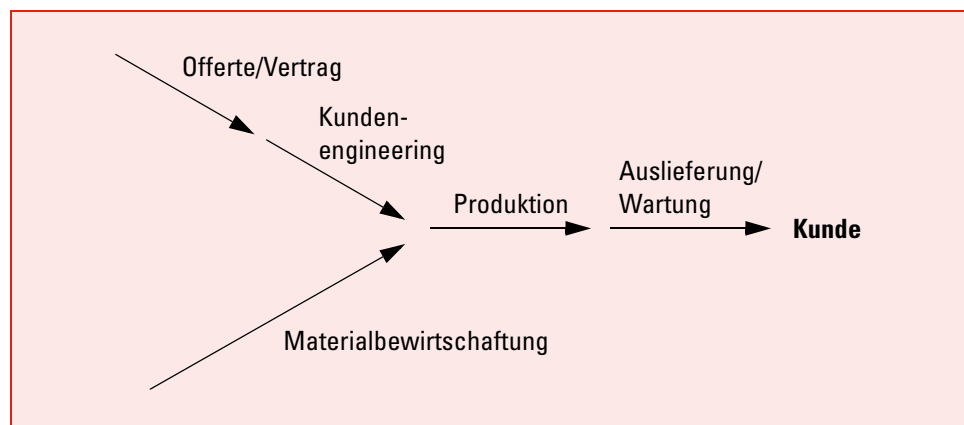 Offerte/Vertrag
Kunden-
engineering
Produktion
Auslieferung/
Wartung
Kunde
Materialbewirtschaftung